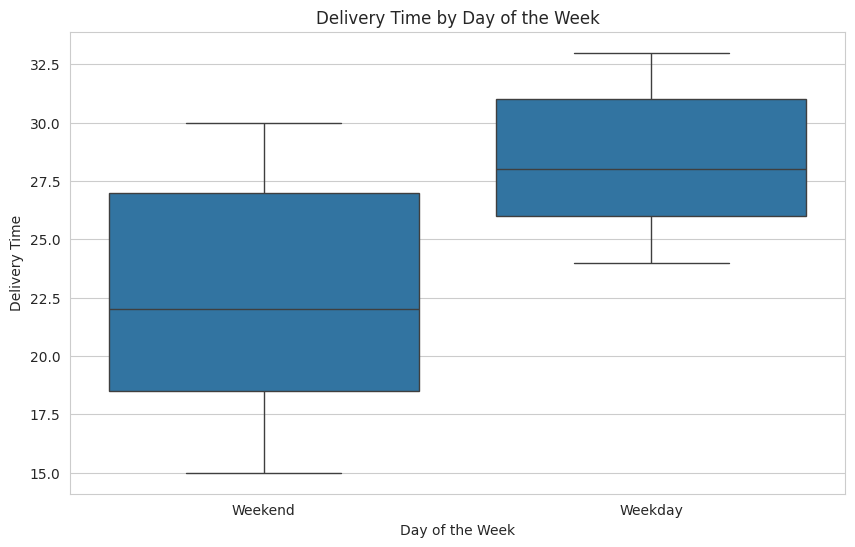 Delivery Time by Day of the Week
32.5
30.0
27.5
25.0
22.5
20.0
17.5
15.0
Delivery Time
Weekend
Weekday
Day of the Week